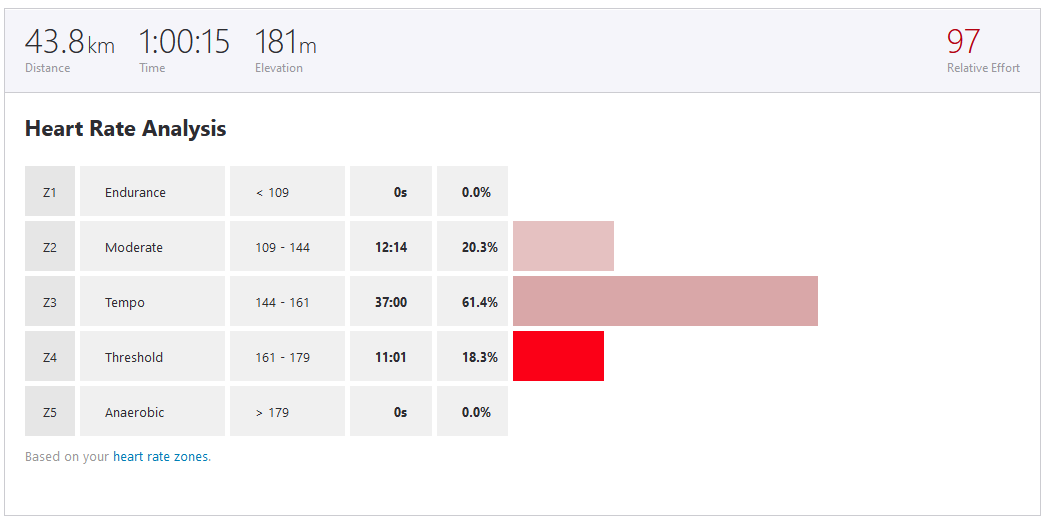 43.8km 1:00:15 181m 97
Distance Time Elevation Relative Effort
Heart Rate Analysis
Z1 Endurance < 109 0s 0.0%
Z2 Moderate 109 - 144 12:14 20.3%
Z3 Tempo 144 - 161 37:00 61.4%
Z4 Threshold 161 - 179 11:01 18.3%
Z5 Anaerobic > 179 0s 0.0%
Based on your heart rate zones.